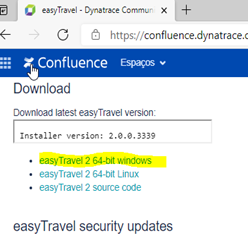 easyTravel - Dynatrace Commun
https://confluence.dynatrace.c
Confluence Espaços
Download
Download latest easyTravel version:
Installer version: 2.0.0.3339
easyTravel 2 64-bit windows
easyTravel 2 64-bit Linux
easyTravel 2 source code
easyTravel security updates